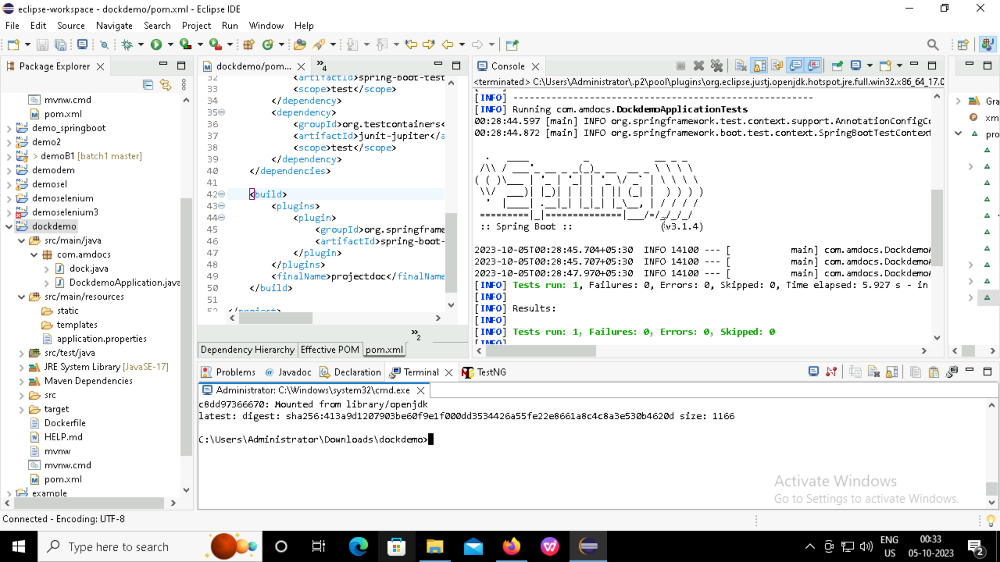 eclipse-workspace - dockdemo/pom.xml - Eclipse IDE
File Edit Source Navigate Search Project Run Window Help
Package Explorer
mvnw.cmd
pom.xml
demo_springboot
demo2
> demoB1 [batch1 master]
demodem
demosel
demoselenium
demoselenium3
dockdemo
src/main/java
com.amdocs
dock.java
DockdemoApplication.java
src/main/resources
static
templates
application.properties
src/test/java
JRE System Library [JavaSE-17]
Maven Dependencies
src
target
Dockerfile
HELP.md
mvnw
mvnw.cmd
pom.xml
example
dockdemo/pom...
»4
32 <artifactId>spring-boot-test
33 <scope>test</scope>
34 </dependency>
35 <dependency>
36 <groupId>org.testcontainers<
37 <artifactId>junit-jupiter</a
38 <scope>test</scope>
39 </dependency>
40 </dependencies>
41
42 <build>
43 <plugins>
44 <plugin>
45 <groupId>org.springframe
46 <artifactId>spring-boot-
47 </plugin>
48 </plugins>
49 <finalName>projectdoc</finalName
50 </build>
51
52 </project>
»2
Dependency Hierarchy Effective POM pom.xml
Console
<terminated> C:\Users\Administrator\.p2\pool\plugins\org.eclipse.justj.openjdk.hotspot.jre.full.win32.x86_64_17.0
[INFO] -------------------------------------------------------
[INFO] Running com.amdocs.DockdemoApplicationTests
00:28:44.597 [main] INFO org.springframework.test.context.support.AnnotationConfigCo
00:28:44.872 [main] INFO org.springframework.boot.test.context.SpringBootTestContext
Spring
:: Spring Boot :: (v3.1.4)
2023-10-05T00:28:45.704+05:30 INFO 14100 --- [ main] com.amdocs.Dockdemo
2023-10-05T00:28:45.707+05:30 INFO 14100 --- [ main] com.amdocs.Dockdemo
2023-10-05T00:28:47.970+05:30 INFO 14100 --- [ main] com.amdocs.Dockdemo
[INFO] Tests run: 1, Failures: 0, Errors: 0, Skipped: 0, Time elapsed: 5.927 s - in
[INFO]
[INFO] Results:
[INFO]
[INFO] Tests run: 1, Failures: 0, Errors: 0, Skipped: 0
[INFO]
Gra
xm
pro
Problems @ Javadoc Declaration Terminal TestNG
Administrator: C:\Windows\system32\cmd.exe
c8dd97366670: Mounted from library/openjdk
latest: digest: sha256:413a9d1207903be60f9e1f000dd3534426a55fe22e8661a8c4c8a3e530b4620d size: 1166
C:\Users\Administrator\Downloads\dockdemo>
Activate Windows
Go to Settings to activate Windows.
Connected - Encoding: UTF-8
Type here to search
ENG
US
00:33
05-10-2023
2